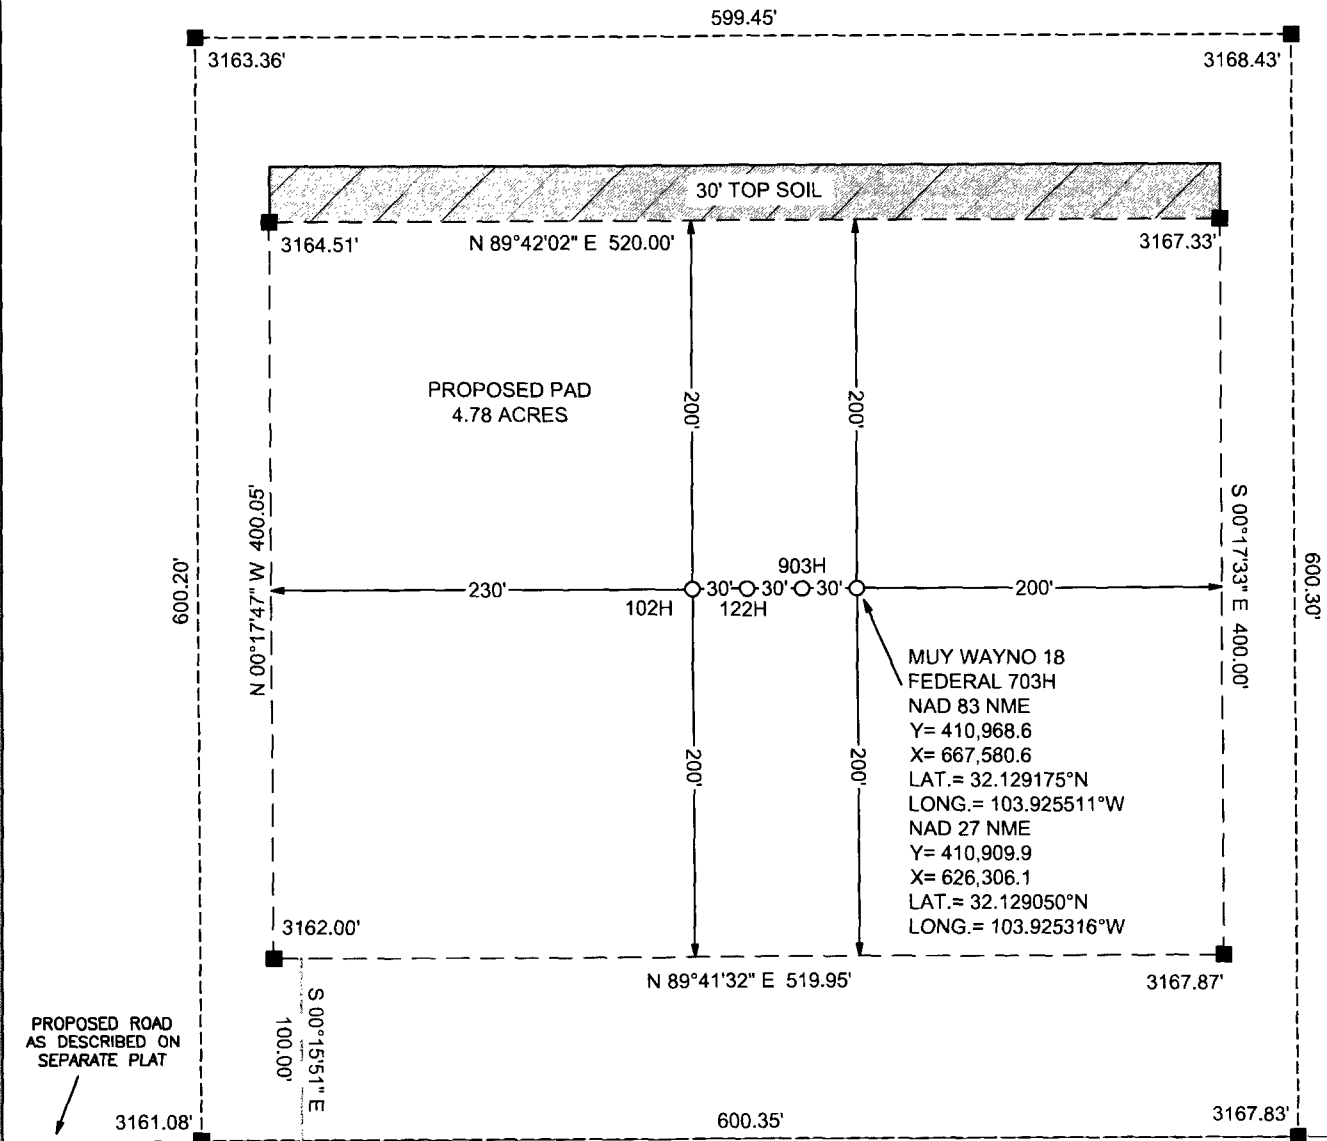 599.45'
3163.36'
3168.43'
30' TOP SOIL
3164.51'
N 89°42'02" E 520.00'
3167.33'
PROPOSED PAD
4.78 ACRES
200'
200'
N 00°17'47" W 400.05'
S 00°17'33" E 400.00'
600.20'
600.30'
903H
230'
30'
30'
30'
200'
102H
122H
MUY WAYNO 18
FEDERAL 703H
NAD 83 NME
Y= 410,968.6
X= 667,580.6
LAT.= 32.129175°N
LONG.= 103.925511°W
NAD 27 NME
Y= 410,909.9
X= 626,306.1
LAT.= 32.129050°N
LONG.= 103.925316°W
200'
200'
3162.00'
N 89°41'32" E 519.95'
3167.87'
S 00°15'51" E
100.00'
PROPOSED ROAD
AS DESCRIBED ON
SEPARATE PLAT
3161.08'
600.35'
3167.83'